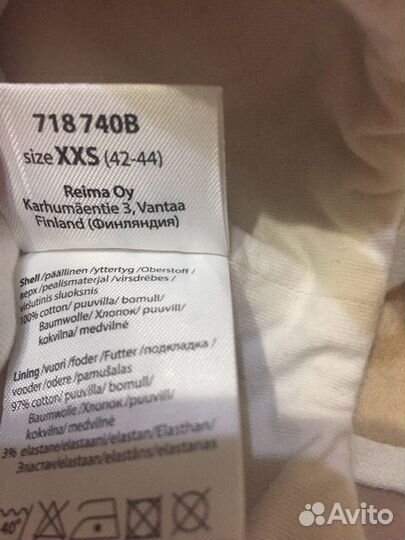 718 740B
size XXS (42-44)
Reima Oy
Karhumäentie 3, Vantaa
Finland (Финляндия)
Shell /päällinen /yttertyg /Oberstoff /
верх /pealismaterjal /virsdrēbes /
viršutinis sluoksnis
100% cotton/ puuvilla/ bomull/
Baumwolle/ Хлопок/ puuvill/
kokvilna/ medvilnė
Lining /vuori /foder /Futter /подкладка /
vooder /odere /pamušalas
97% cotton/ puuvilla/ bomull/
Baumwolle/ Хлопок /puuvill/
kokvilna/ medvilnė
3% elastane/elastaani/elastan/Elasthan/
Эластан/elastaan/elastāns/elastanas
40°
Avito